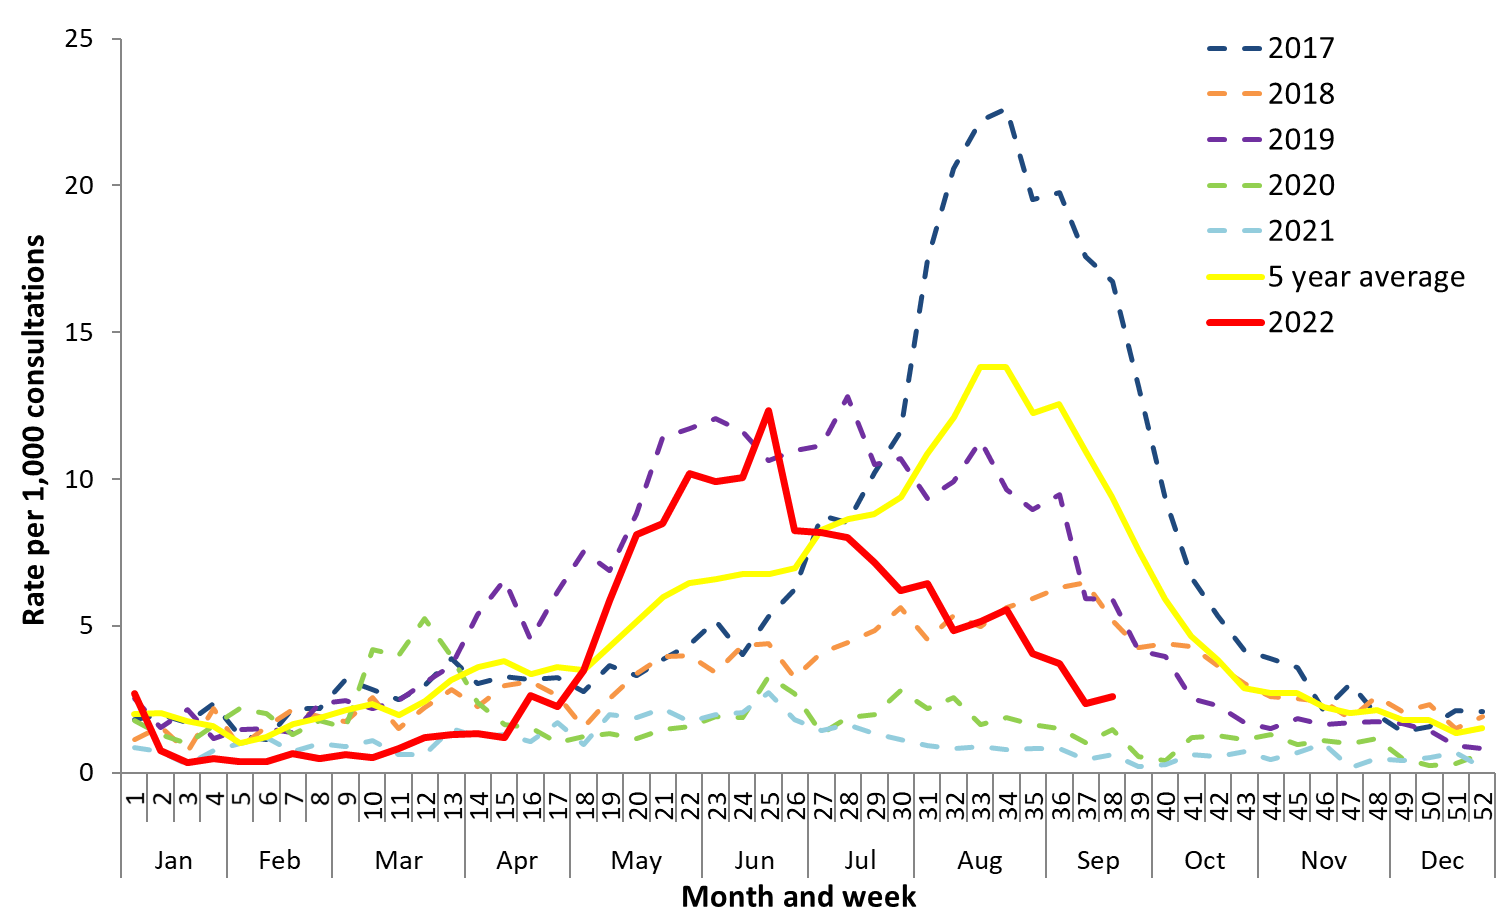 25
20
15
10
5
0
Rate per 1,000 consultations
2017
2018
2019
2020
2021
5 year average
2022
1 2 3 4 5 6 7 8 9 10 11 12 13 14 15 16 17 18 19 20 21 22 23 24 25 26 27 28 29 30 31 32 33 34 35 36 37 38 39 40 41 42 43 44 45 46 47 48 49 50 51 52
Jan Feb Mar Apr May Jun Jul Aug Sep Oct Nov Dec
Month and week